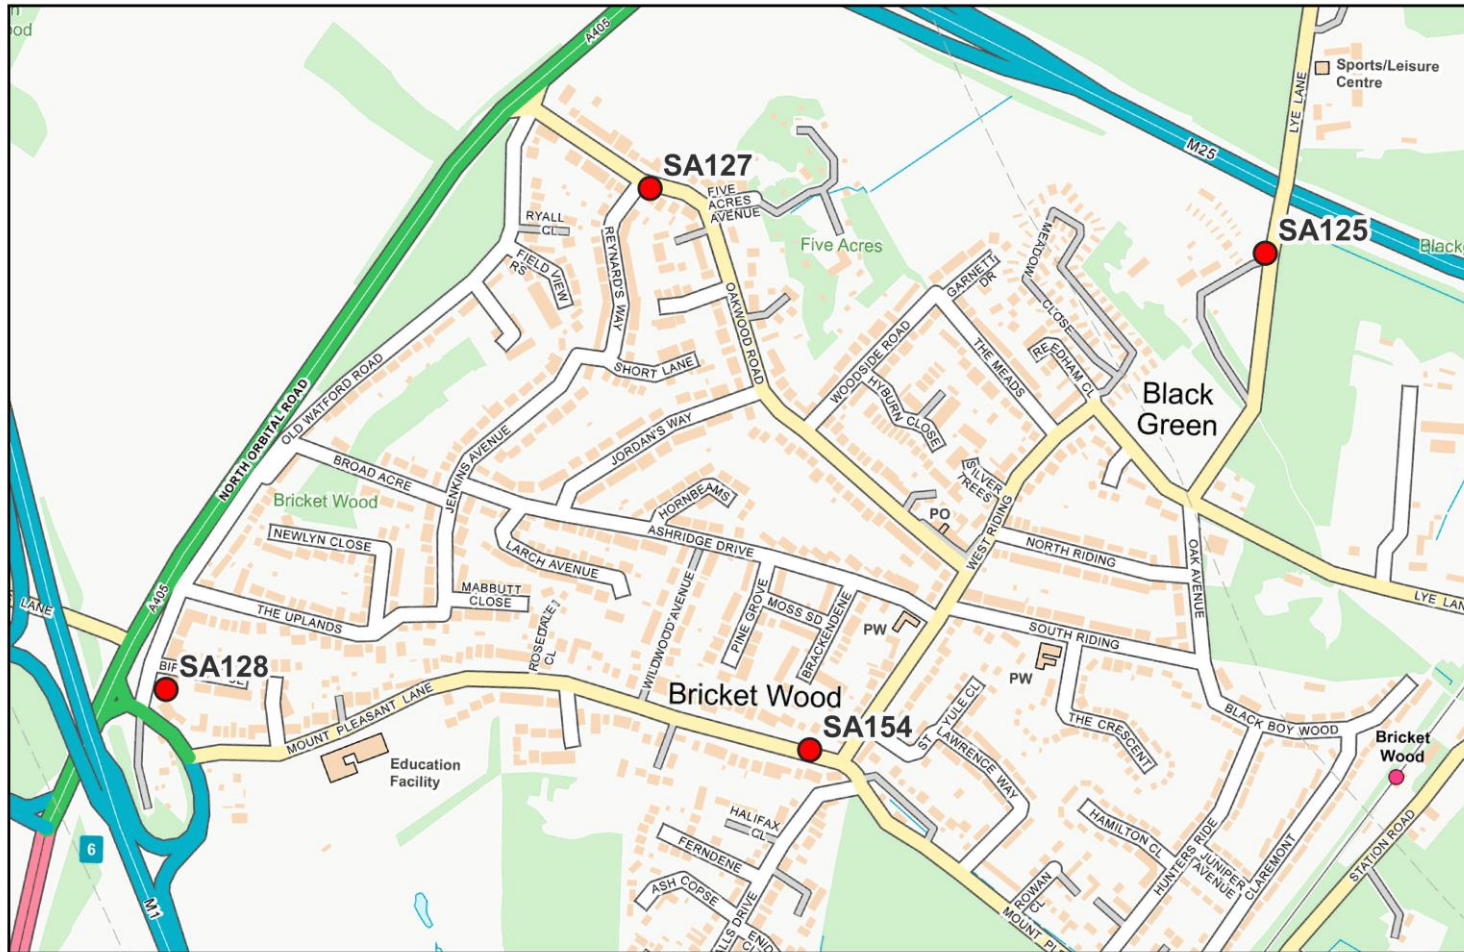 A405
Sports/Leisure
Centre
LYE LANE
M25
SA127
FIVE
ACRES
AVENUE
RYALL
CL
REYNARD'S WAY
FIELD VIEW
RS
Five Acres
MEADOW
CLOSE
SA125
GARNETT
DR
OAKWOOD ROAD
WOODSIDE ROAD
THE MEADS
RE
EDHAM CL
SHORT LANE
HYBURN CLOSE
Black
Green
OLD WATFORD ROAD
NORTH ORBITAL ROAD
JORDAN'S WAY
JENKINS AVENUE
BROAD ACRE
Bricket Wood
HORNBEAMS
SILVER
TREES
PO
WEST RIDING
NEWLYN CLOSE
ASHRIDGE DRIVE
LARCH AVENUE
NORTH RIDING
OAK AVENUE
MABBUTT
CLOSE
A405
LANE
THE UPLANDS
ROSEDALE
CL
WILDWOOD AVENUE
PINE GROVE
MOSS SD
BRACKENDENE
PW
SOUTH RIDING
PW
SA128
Bricket Wood
MOUNT PLEASANT LANE
SA154
ST YULE CL
LAWRENCE WAY
THE CRESCENT
BLACK BOY WOOD
Bricket
Wood
Education
Facility
HALIFAX
CL
FERNDENE
ASH COPSE
HAMILTON CL
HUNTERS RIDE
JUNIPER
AVENUE
CLAREMONT
STATION ROAD
ROWAN
CL
6
M1